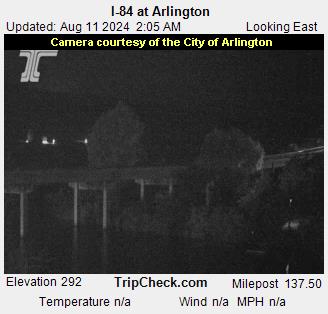 I-84 at Arlington
Updated: Aug 11 2024 2:05 AM Looking East
Camera courtesy of the City of Arlington
Elevation 292 TripCheck.com Milepost 137.50
Temperature n/a Wind n/a MPH n/a